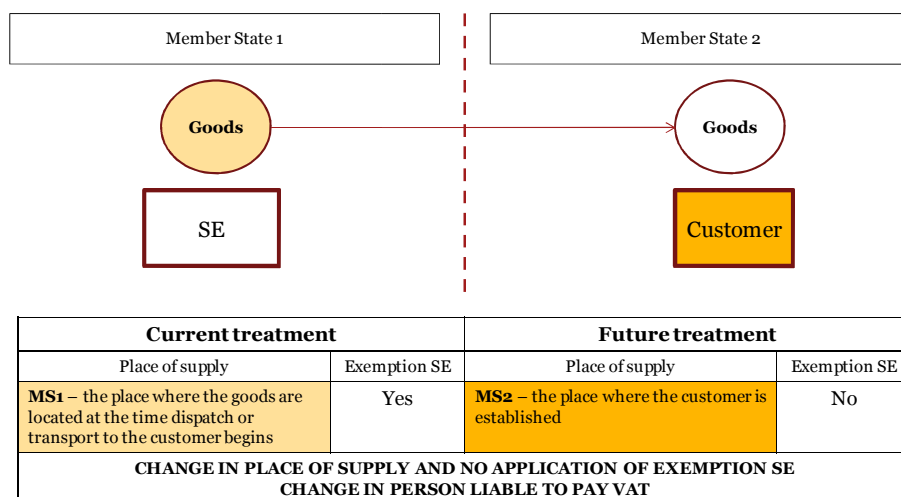 Member State 1
Member State 2
Goods
Goods
SE
Customer
Current treatment
Future treatment
Place of supply
Exemption SE
Place of supply
Exemption SE
MS1 – the place where the goods are
located at the time dispatch or
transport to the customer begins
Yes
MS2 – the place where the customer is
established
No
CHANGE IN PLACE OF SUPPLY AND NO APPLICATION OF EXEMPTION SE
CHANGE IN PERSON LIABLE TO PAY VAT